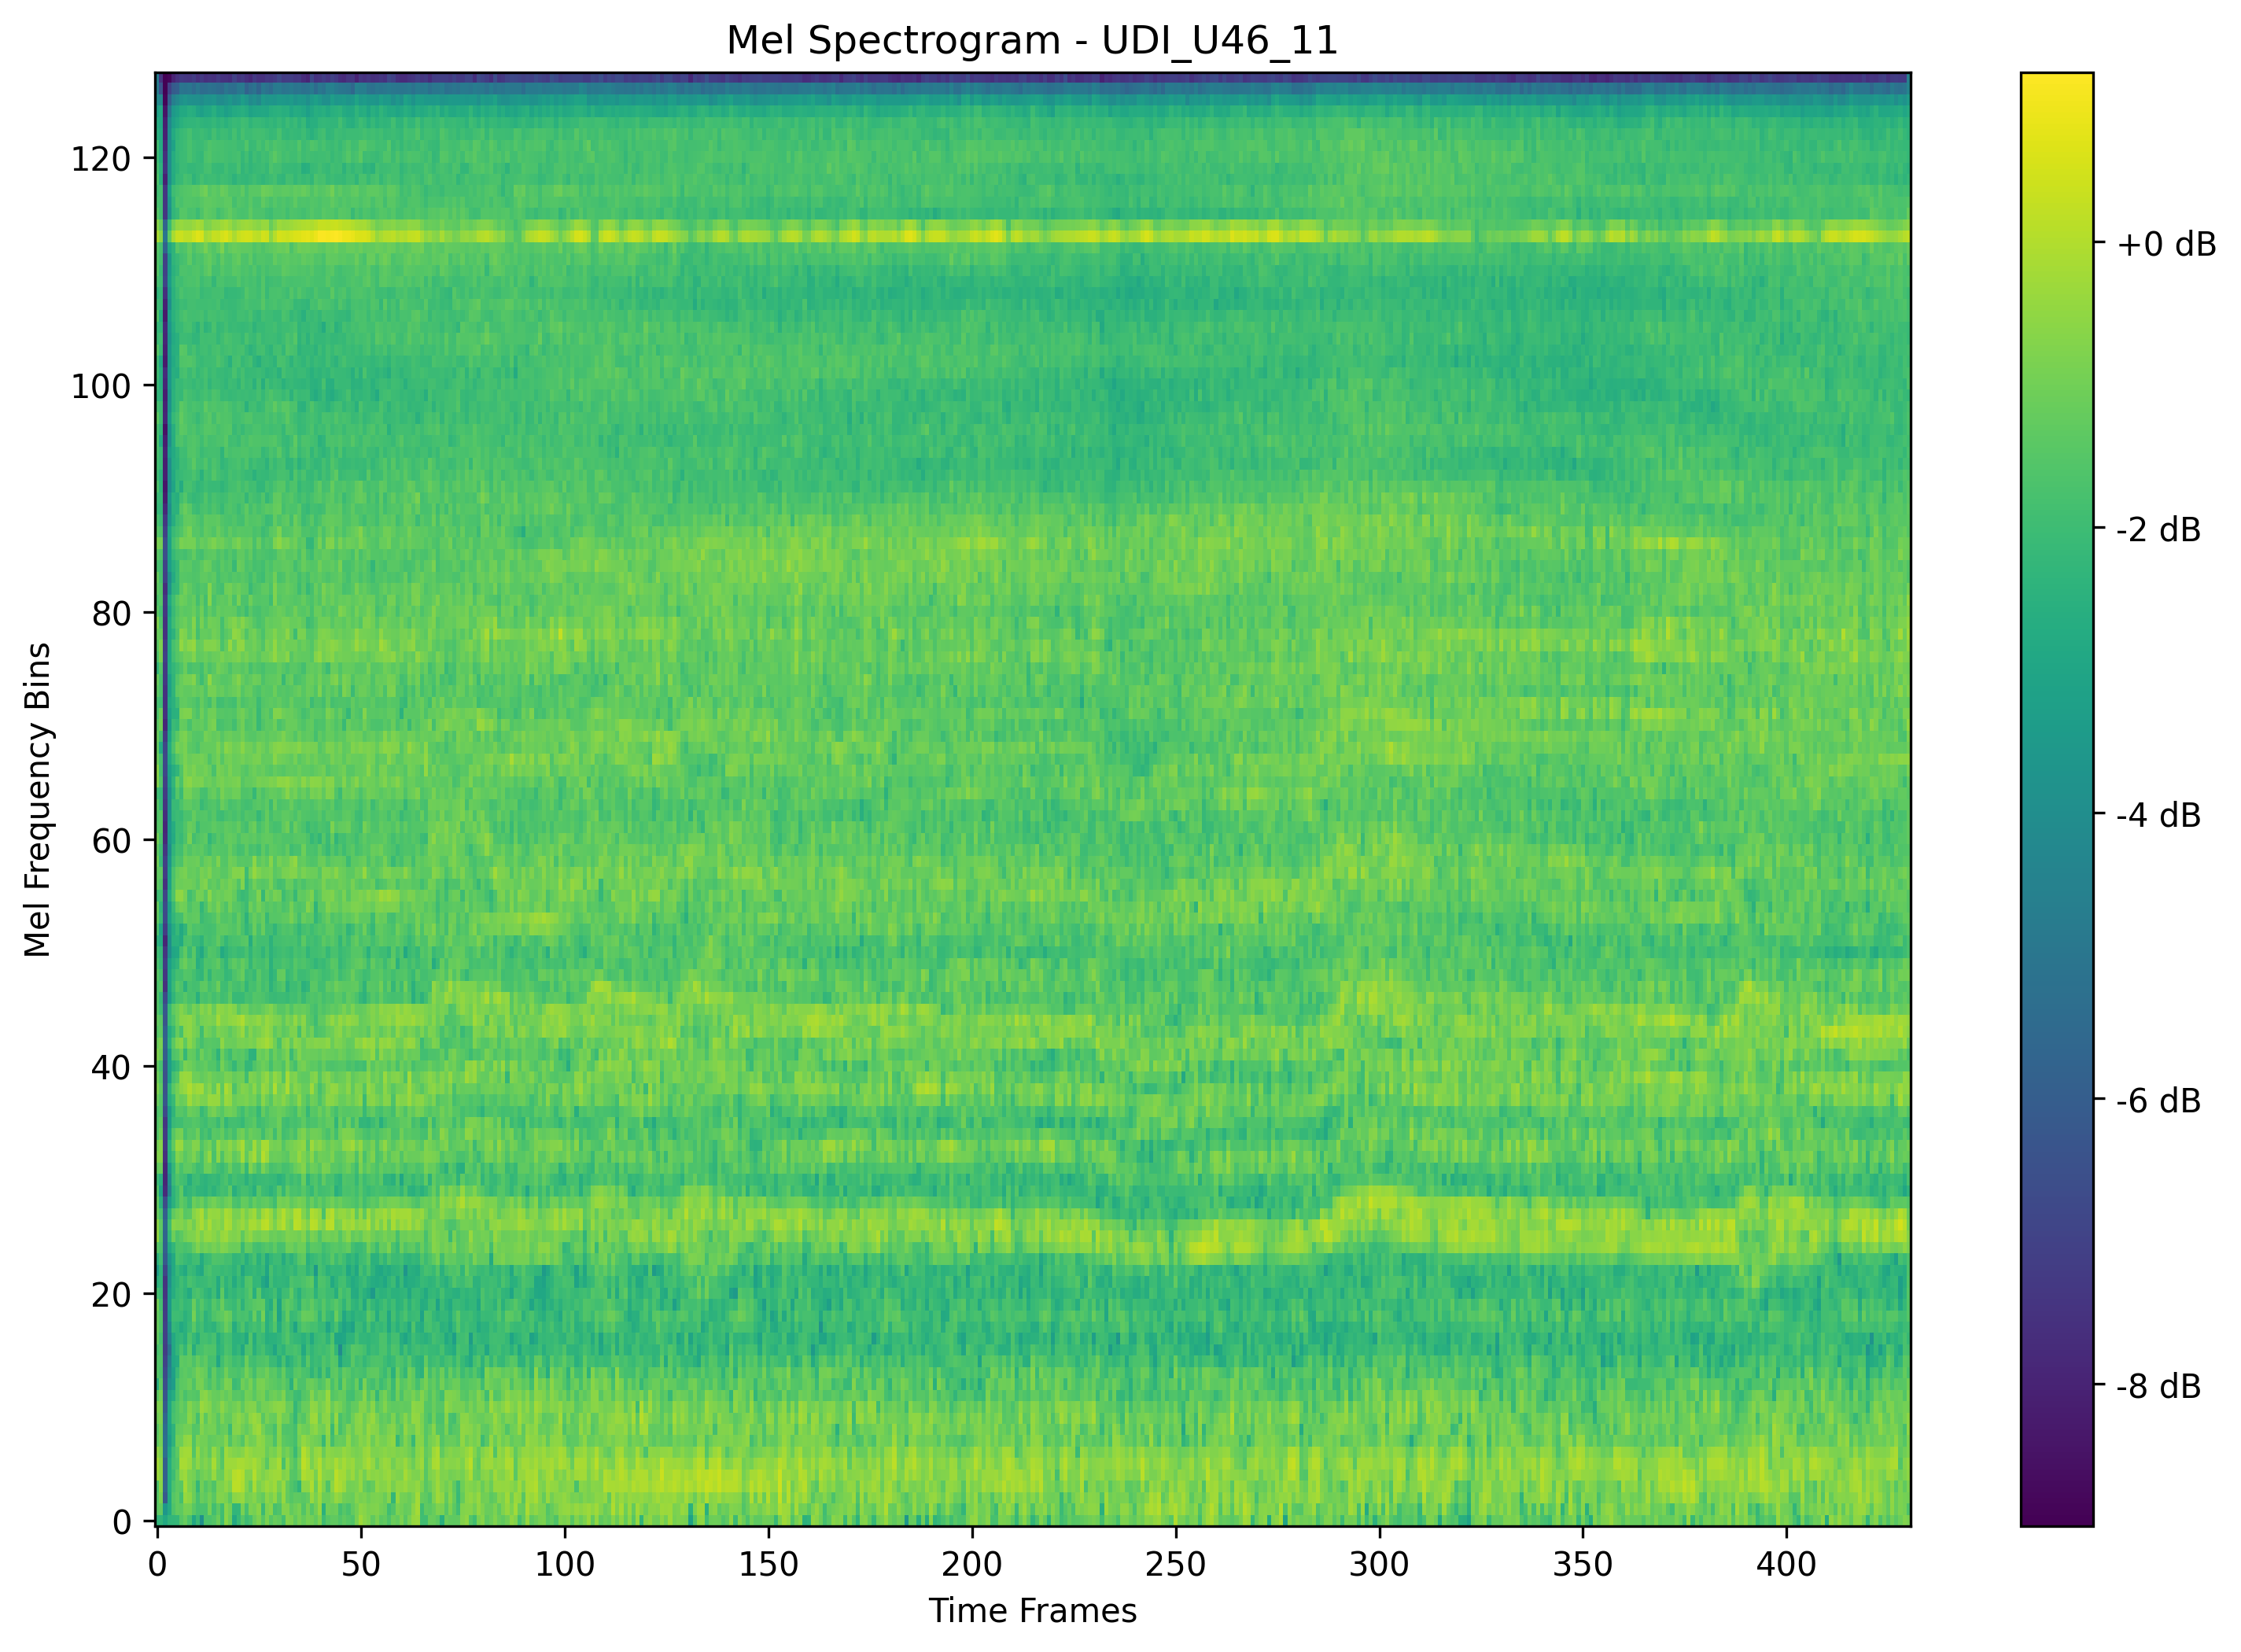 Mel Spectrogram - UDI_U46_11
Mel Frequency Bins
120
100
80
60
40
20
0
0 50 100 150 200 250 300 350 400
Time Frames
+0 dB
-2 dB
-4 dB
-6 dB
-8 dB